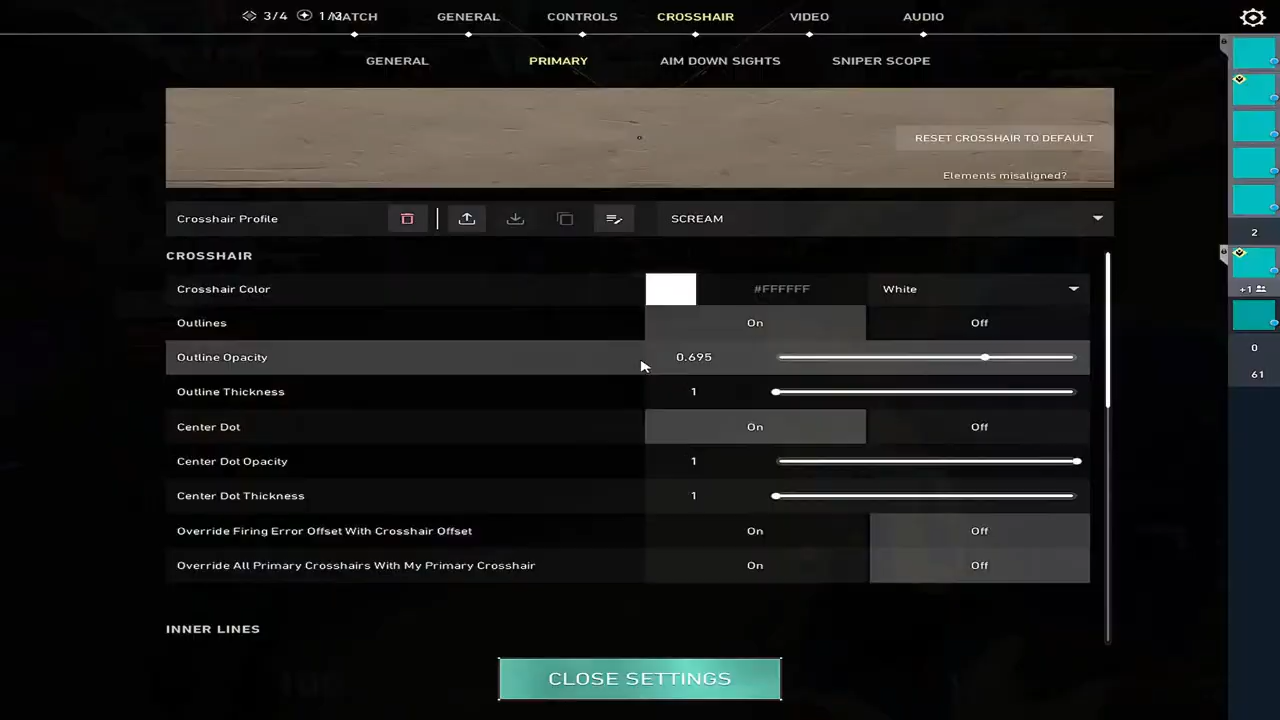 3/4 1/3
MATCH GENERAL CONTROLS CROSSHAIR VIDEO AUDIO
GENERAL PRIMARY AIM DOWN SIGHTS SNIPER SCOPE
RESET CROSSHAIR TO DEFAULT
Elements misaligned?
Crosshair Profile SCREAM
CROSSHAIR
Crosshair Color #FFFFFF White
Outlines On Off
Outline Opacity 0.695
Outline Thickness 1
Center Dot On Off
Center Dot Opacity 1
Center Dot Thickness 1
Override Firing Error Offset With Crosshair Offset On Off
Override All Primary Crosshairs With My Primary Crosshair On Off
INNER LINES
CLOSE SETTINGS
2
+1
0
61